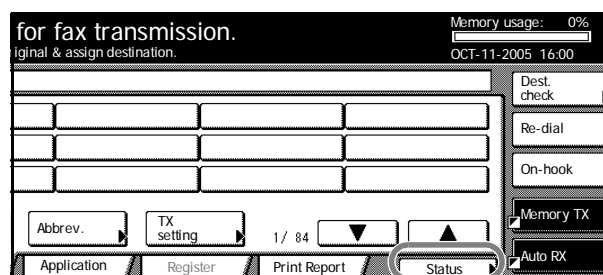 for fax transmission.
Memory usage: 0%
iginal & assign destination.
OCT-11-2005 16:00
Dest.
check
Re-dial
On-hook
Memory TX
Abbrev.
TX
setting
1/ 84
Auto RX
Application
Register
Print Report
Status